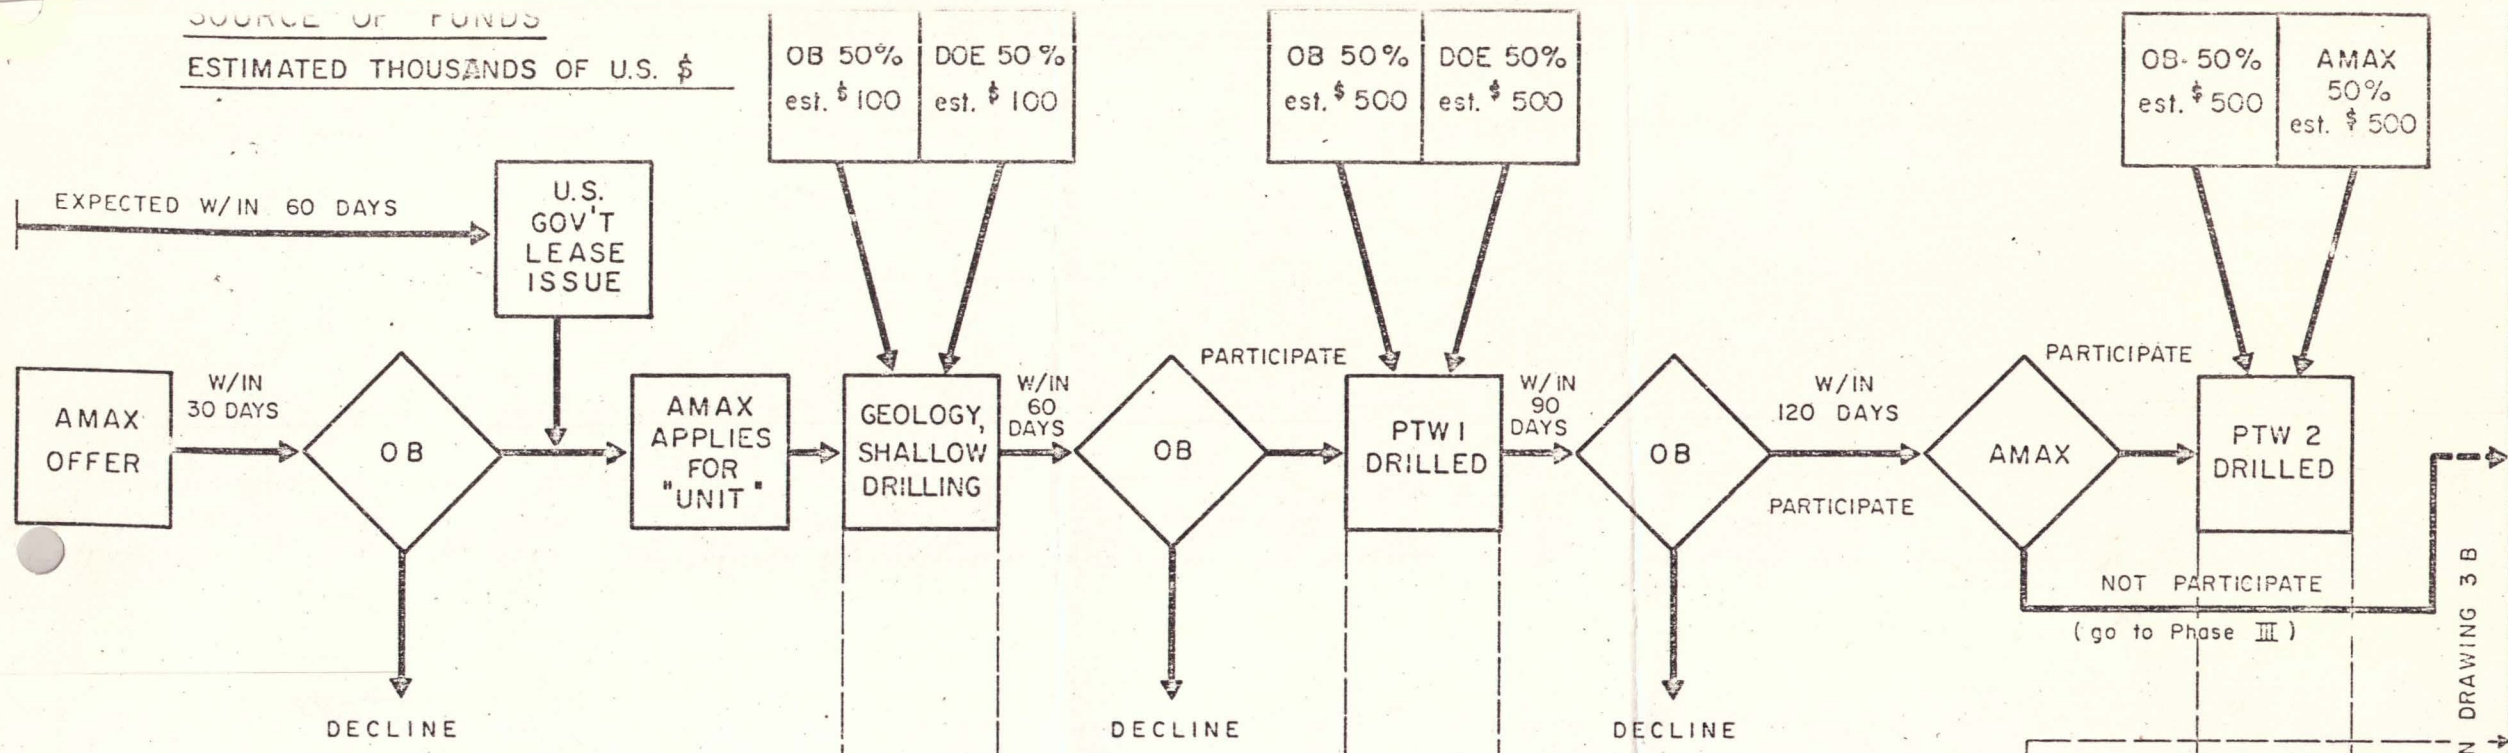 SOURCE OF FUNDS
ESTIMATED THOUSANDS OF U.S. $
OB 50%
est. $ 100
DOE 50%
est. $ 100
OB 50%
est. $ 500
DOE 50%
est. $ 500
OB 50%
est. $ 500
AMAX
50%
est. $ 500
EXPECTED W/IN 60 DAYS
U.S.
GOV'T
LEASE
ISSUE
AMAX
OFFER
W/IN
30 DAYS
OB
DECLINE
AMAX
APPLIES
FOR
"UNIT"
GEOLOGY,
SHALLOW
DRILLING
W/IN
60
DAYS
OB
DECLINE
PARTICIPATE
PTW 1
DRILLED
W/IN
90
DAYS
OB
DECLINE
W/IN
120 DAYS
PARTICIPATE
AMAX
PARTICIPATE
PTW 2
DRILLED
NOT PARTICIPATE
(go to Phase III)
DRAWING 3B